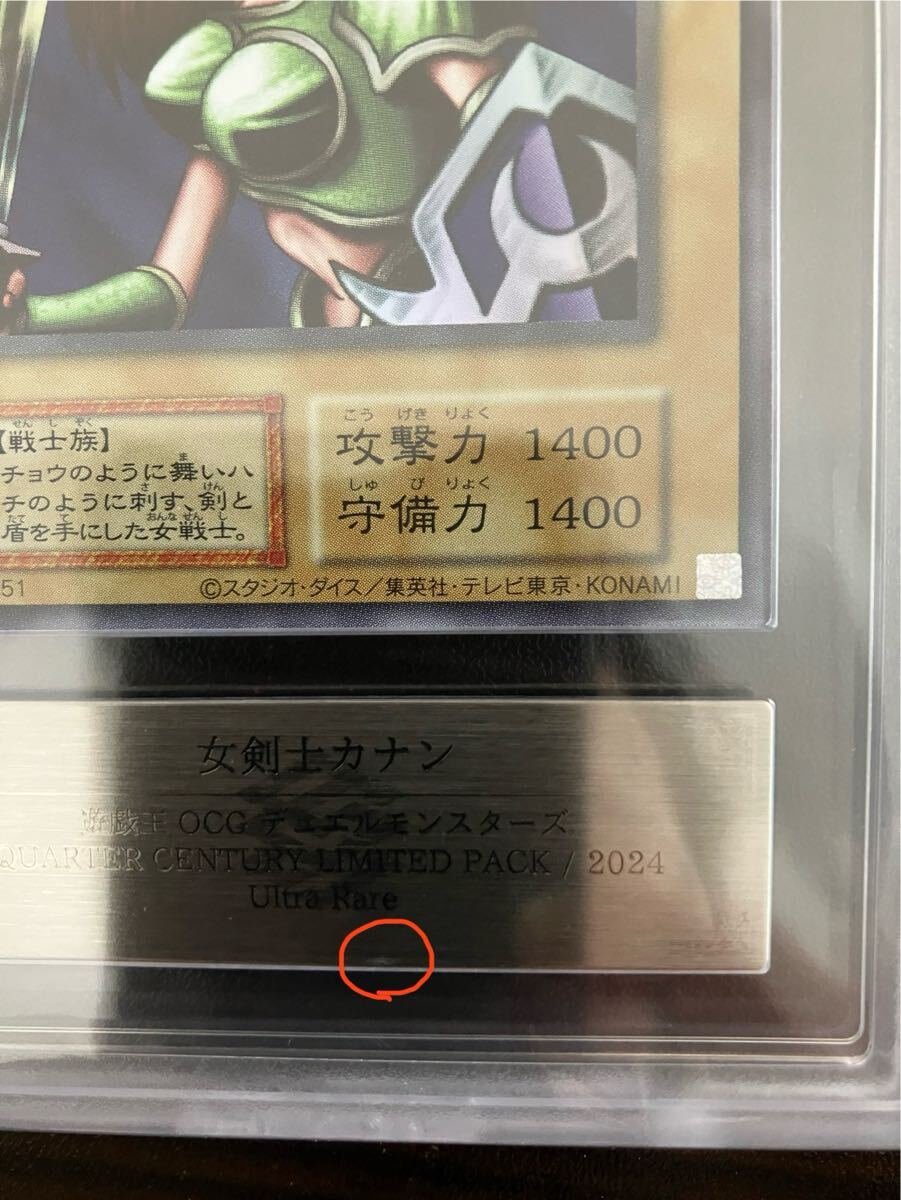 【戦士族】
チョウのように舞いハ
チのように刺す、剣と
盾を手にした女戦士。
こうげきりょく
攻撃力 1400
しゅびりょく
守備力 1400
51
©スタジオ・ダイス／集英社・テレビ東京・KONAMI
女剣士カナン
遊戯王 OCG デュエルモンスターズ
QUARTER CENTURY LIMITED PACK / 2024
Ultra Rare